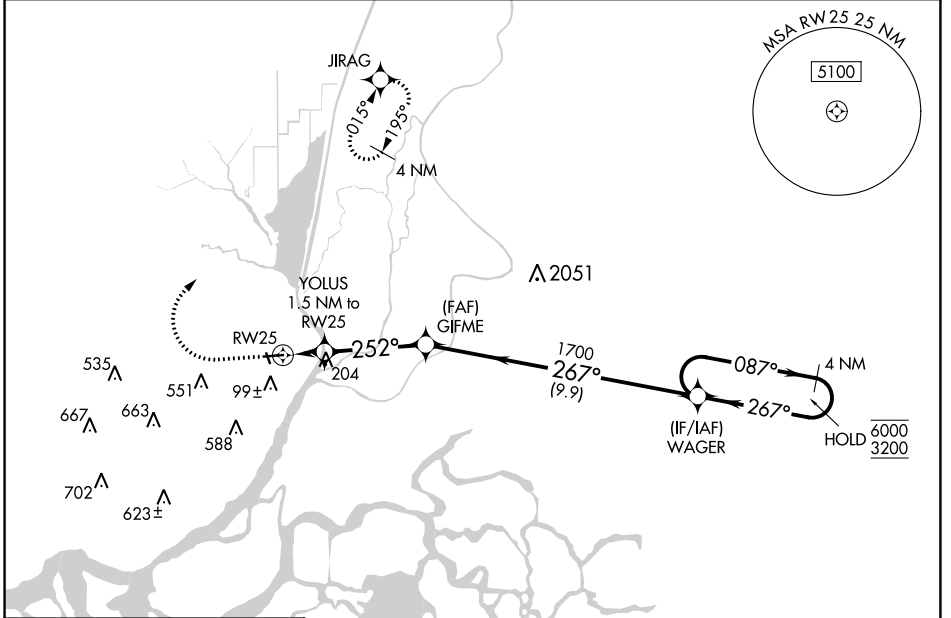 MSA RW25 25 NM
5100
JIRAG
015°
195°
4 NM
2051
YOLUS
1.5 NM to
RW25
(FAF)
GIFME
RW25
252°
204
1700
267°
(9.9)
087°
4 NM
267°
(IF/IAF)
WAGER
HOLD
6000
3200
535
551
99±
667
663
588
702
623±